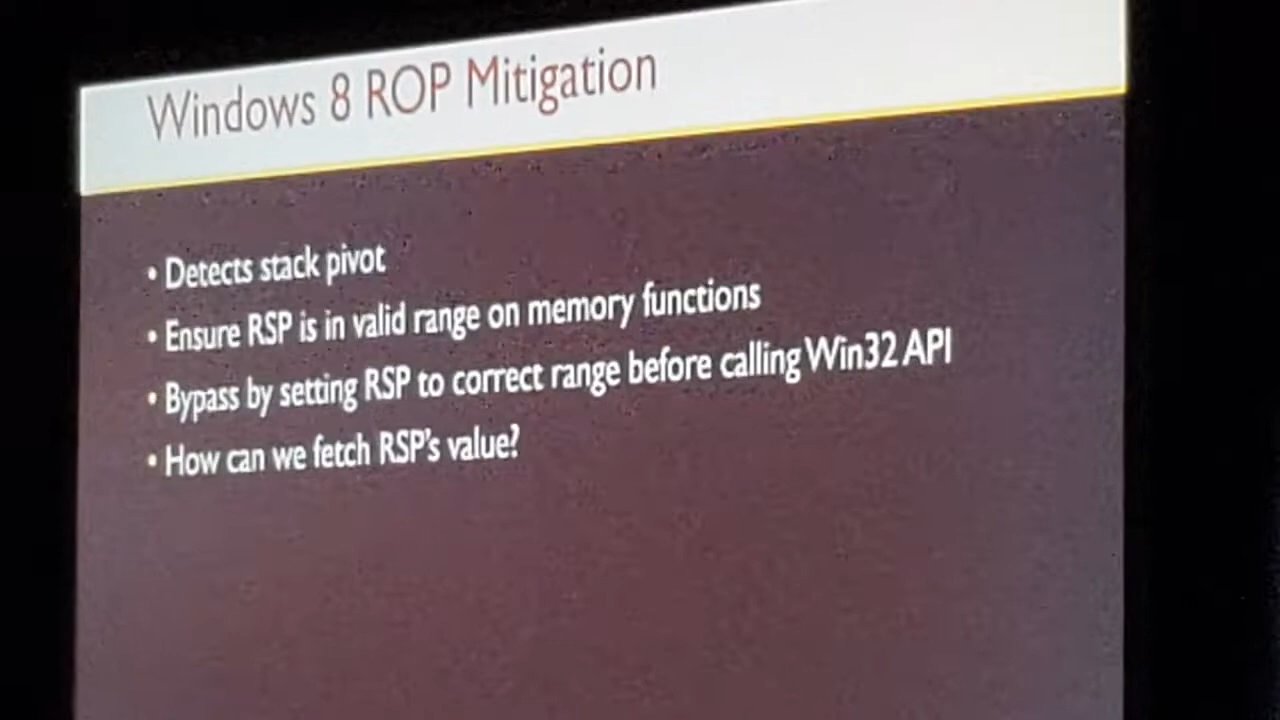 Windows 8 ROP Mitigation
• Detects stack pivot
• Ensure RSP is in valid range on memory functions
• Bypass by setting RSP to correct range before calling Win32 API
• How can we fetch RSP's value?